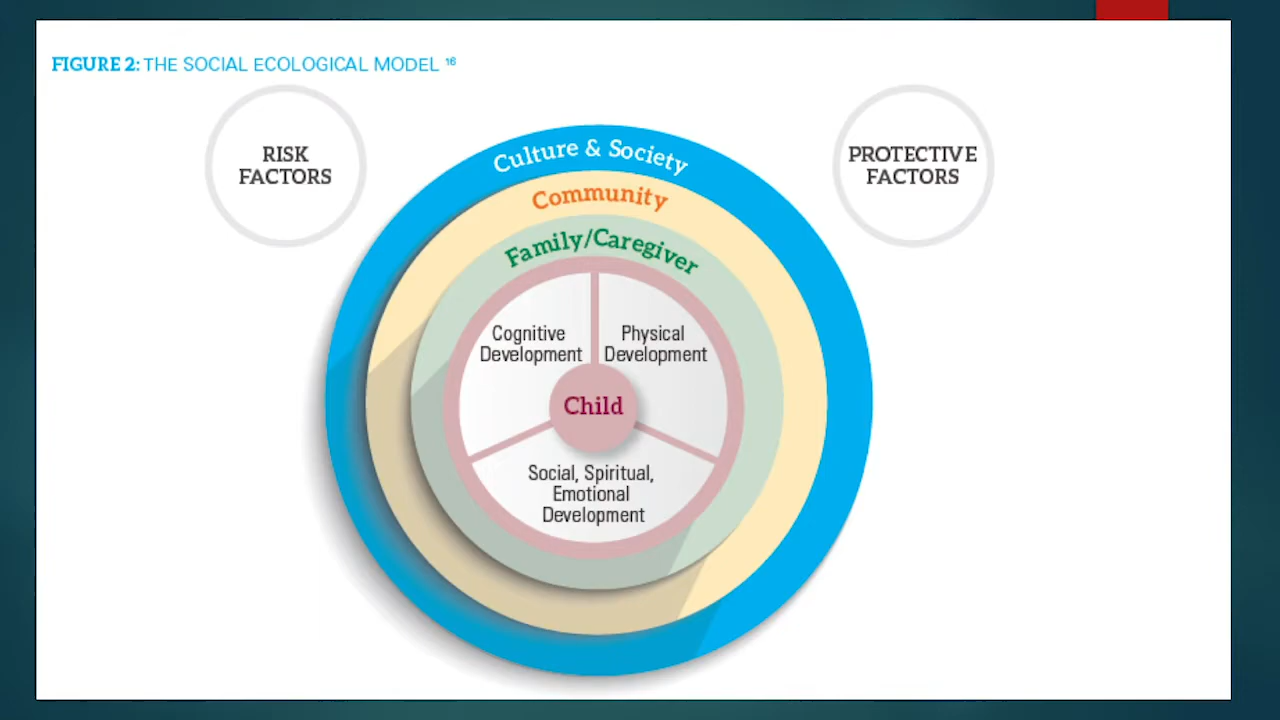 FIGURE 2: THE SOCIAL ECOLOGICAL MODEL 16
RISK
FACTORS
PROTECTIVE
FACTORS
Culture & Society
Community
Family/Caregiver
Cognitive
Development
Physical
Development
Child
Social, Spiritual,
Emotional
Development